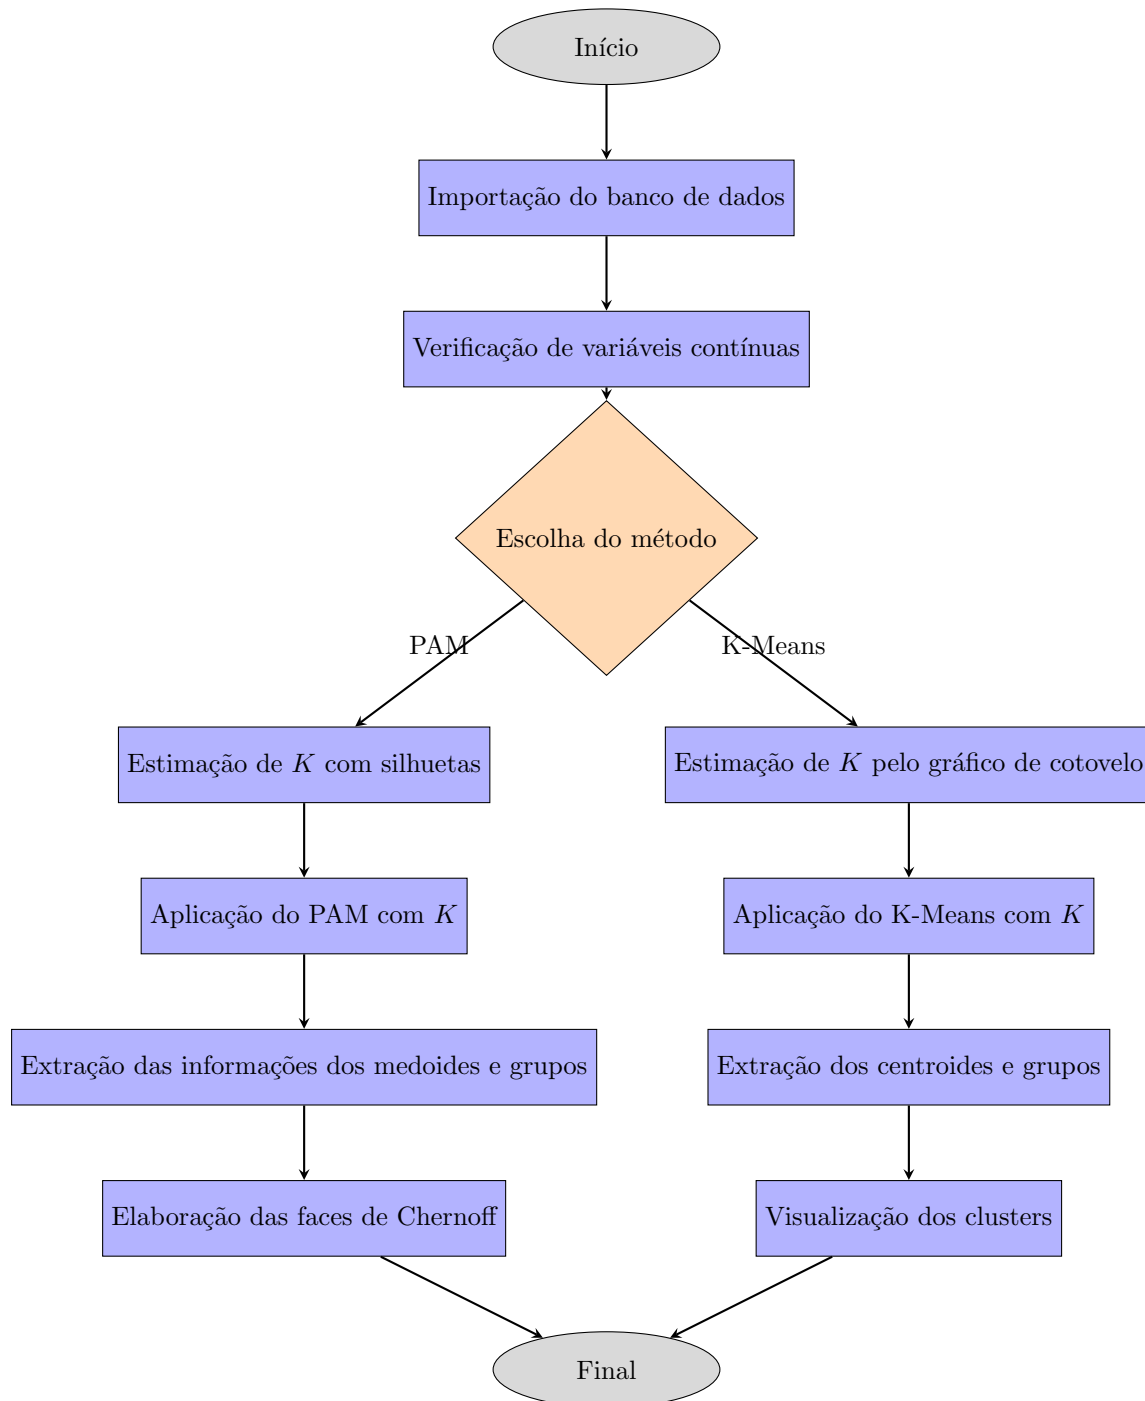 Início
Importação do banco de dados
Verificação de variáveis contínuas
Escolha do método
PAM
K-Means
Estimação de K com silhuetas
Estimação de K pelo gráfico de cotovelo
Aplicação do PAM com K
Aplicação do K-Means com K
Extração das informações dos medoides e grupos
Extração dos centroides e grupos
Elaboração das faces de Chernoff
Visualização dos clusters
Final